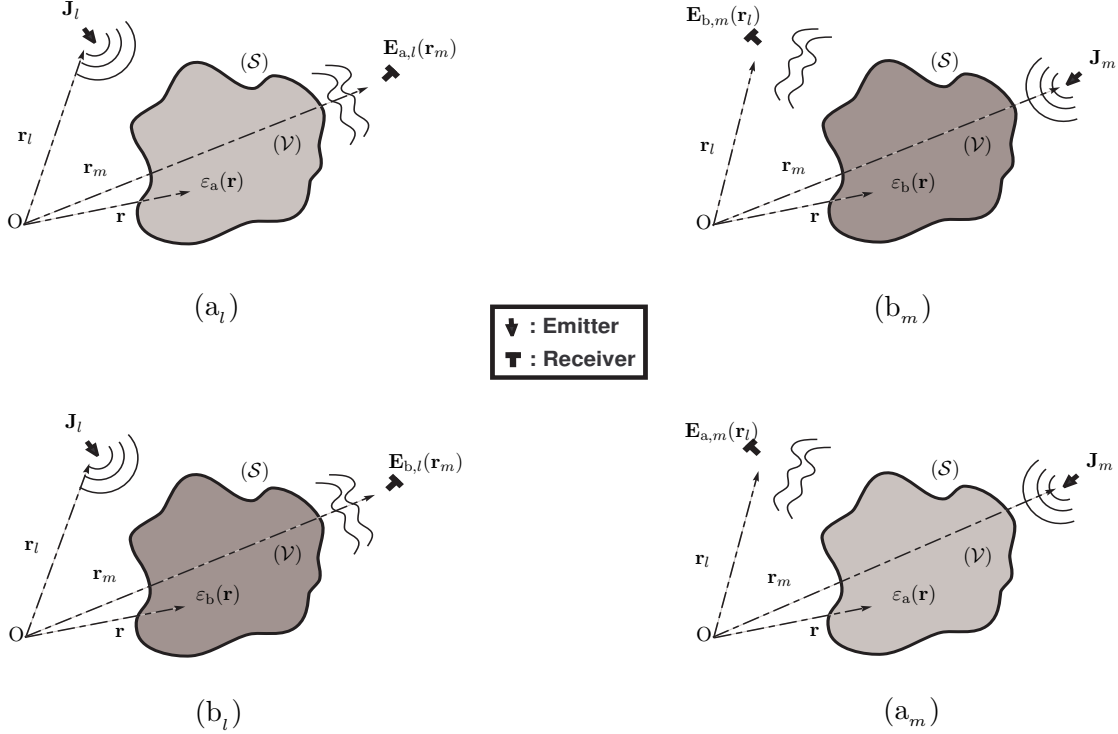 J_l
(S)
E_{a,l}(r_m)
r_l
(V)
r_m
ε_a(r)
O
r
(a_l)
E_{b,m}(r_l)
(S)
J_m
r_l
(V)
r_m
ε_b(r)
O
r
(b_m)
: Emitter
: Receiver
J_l
(S)
E_{b,l}(r_m)
r_l
(V)
r_m
ε_b(r)
O
r
(b_l)
E_{a,m}(r_l)
(S)
J_m
r_l
(V)
r_m
ε_a(r)
O
r
(a_m)